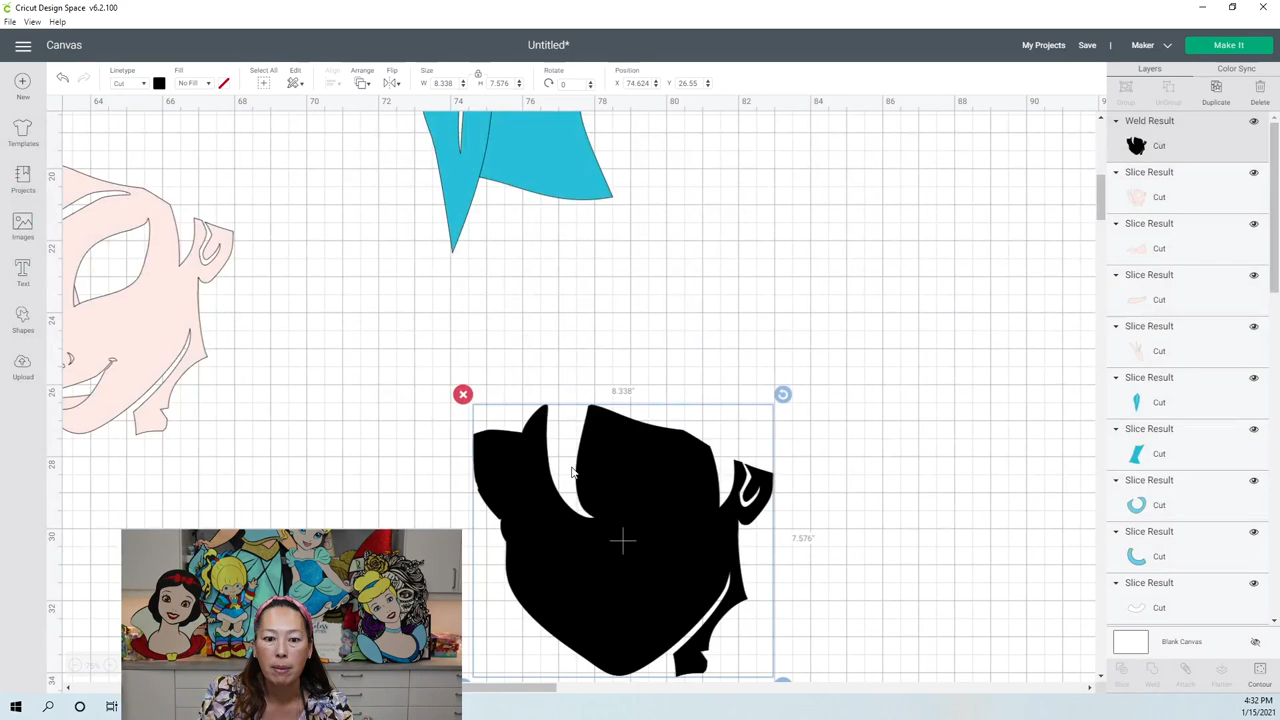 Cricut Design Space v6.2.100
File View Help
Canvas
Untitled*
My Projects Save | Maker Make It
Linetype Fill Select All Edit Align Arrange Flip Size Rotate Position
Cut No Fill W 8.338 H 7.576 0 X 74.624 Y 26.55
Layers Color Sync
Group UnGroup Duplicate Delete
New
Templates
Projects
Images
Text
Shapes
Upload
64 66 68 70 72 74 76 78 80 82 84 86 88 90
20
22
24
26
28
30
32
34
8.338"
7.576"
75%
Weld Result
Cut
Slice Result
Cut
Slice Result
Cut
Slice Result
Cut
Slice Result
Cut
Slice Result
Cut
Slice Result
Cut
Slice Result
Cut
Slice Result
Cut
Slice Result
Cut
Blank Canvas
Slice Weld Attach Flatten Contour
4:32 PM
1/15/2021